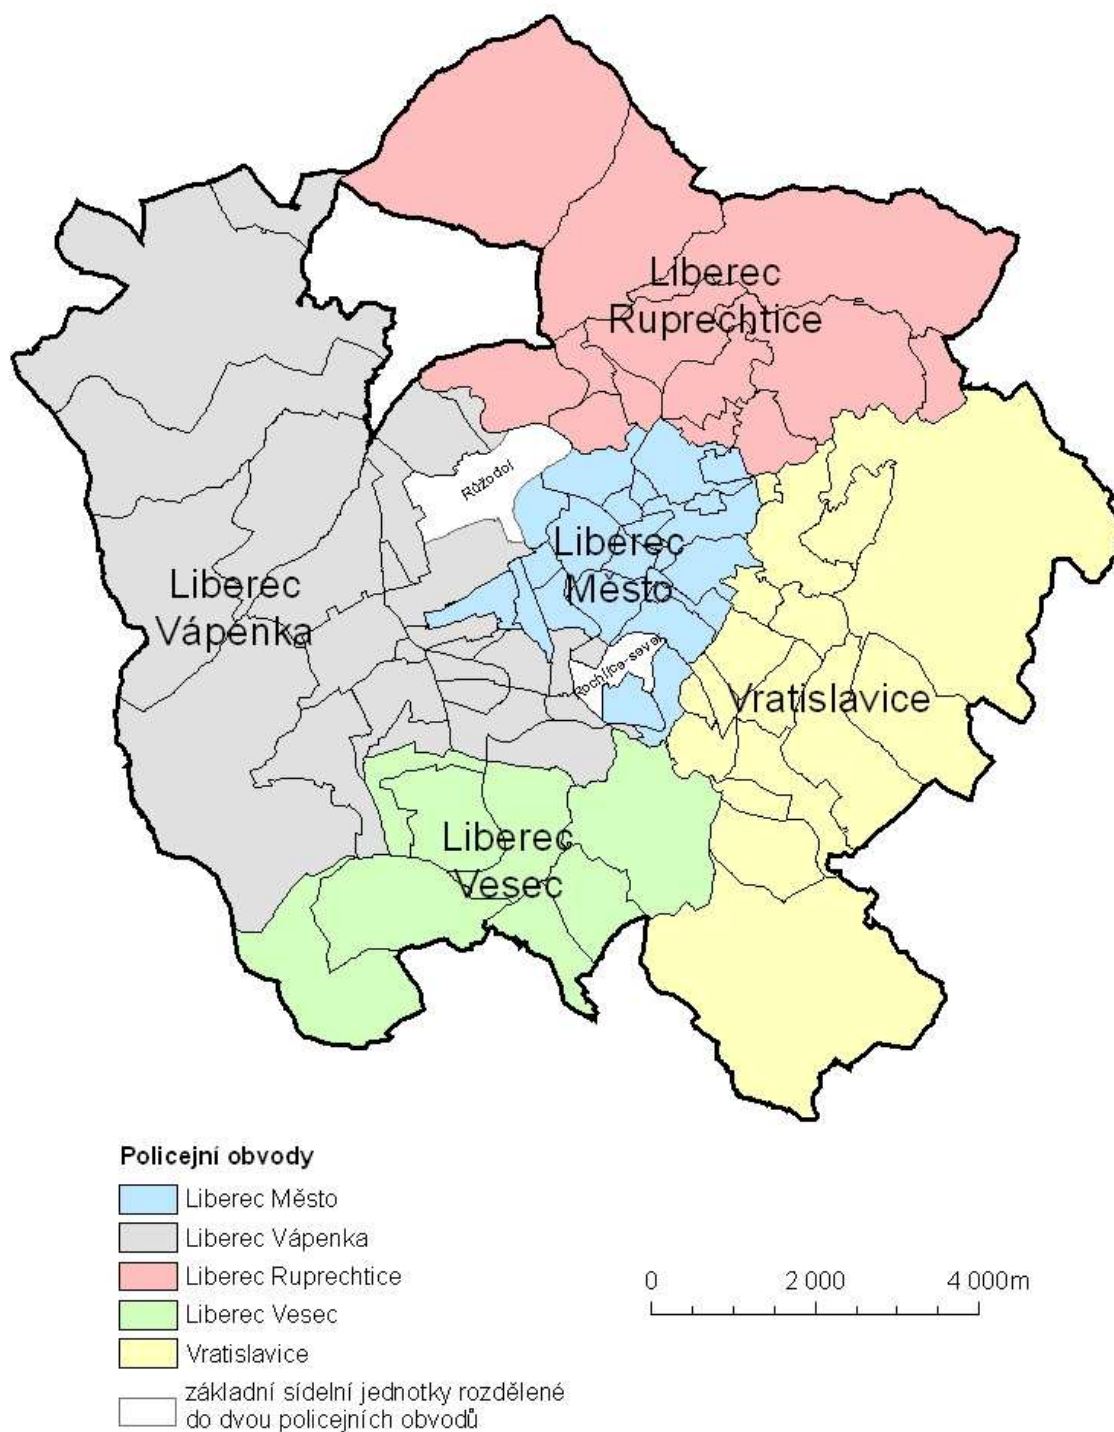 Liberec
Ruprechtice
Růžodol
Liberec
Město
Liberec
Vápenka
Rochlice-sever
Vratislavice
Liberec
Vesec
Policejní obvody
Liberec Město
Liberec Vápenka
Liberec Ruprechtice
Liberec Vesec
Vratislavice
základní sídelní jednotky rozdělené
do dvou policejních obvodů
0 2 000 4 000m